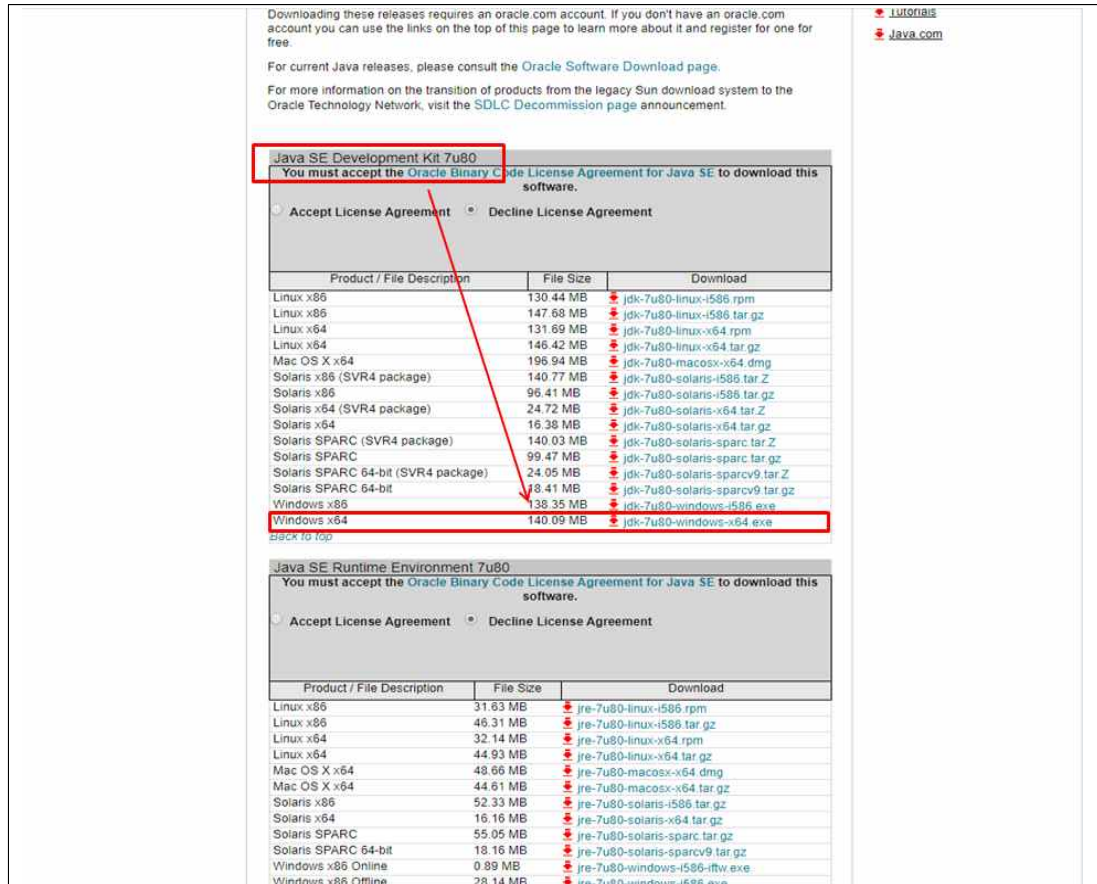 Downloading these releases requires an oracle.com account. If you don't have an oracle.com
account you can use the links on the top of this page to learn more about it and register for one for
free.
For current Java releases, please consult the Oracle Software Download page.
For more information on the transition of products from the legacy Sun download system to the
Oracle Technology Network, visit the SDLC Decommission page announcement.
Tutorials
Java.com
Java SE Development Kit 7u80
You must accept the Oracle Binary Code License Agreement for Java SE to download this
software.
Accept License Agreement Decline License Agreement
Product / File Description File Size Download
Linux x86 130.44 MB jdk-7u80-linux-i586.rpm
Linux x86 147.68 MB jdk-7u80-linux-i586.tar.gz
Linux x64 131.69 MB jdk-7u80-linux-x64.rpm
Linux x64 146.42 MB jdk-7u80-linux-x64.tar.gz
Mac OS X x64 196.94 MB jdk-7u80-macosx-x64.dmg
Solaris x86 (SVR4 package) 140.77 MB jdk-7u80-solaris-i586.tar.Z
Solaris x86 96.41 MB jdk-7u80-solaris-i586.tar.gz
Solaris x64 (SVR4 package) 24.72 MB jdk-7u80-solaris-x64.tar.Z
Solaris x64 16.38 MB jdk-7u80-solaris-x64.tar.gz
Solaris SPARC (SVR4 package) 140.03 MB jdk-7u80-solaris-sparc.tar.Z
Solaris SPARC 99.47 MB jdk-7u80-solaris-sparc.tar.gz
Solaris SPARC 64-bit (SVR4 package) 24.05 MB jdk-7u80-solaris-sparcv9.tar.Z
Solaris SPARC 64-bit 18.41 MB jdk-7u80-solaris-sparcv9.tar.gz
Windows x86 138.35 MB jdk-7u80-windows-i586.exe
Windows x64 140.09 MB jdk-7u80-windows-x64.exe
Back to top
Java SE Runtime Environment 7u80
You must accept the Oracle Binary Code License Agreement for Java SE to download this
software.
Accept License Agreement Decline License Agreement
Product / File Description File Size Download
Linux x86 31.63 MB jre-7u80-linux-i586.rpm
Linux x86 46.31 MB jre-7u80-linux-i586.tar.gz
Linux x64 32.14 MB jre-7u80-linux-x64.rpm
Linux x64 44.93 MB jre-7u80-linux-x64.tar.gz
Mac OS X x64 48.66 MB jre-7u80-macosx-x64.dmg
Mac OS X x64 44.61 MB jre-7u80-macosx-x64.tar.gz
Solaris x86 52.33 MB jre-7u80-solaris-i586.tar.gz
Solaris x64 16.16 MB jre-7u80-solaris-x64.tar.gz
Solaris SPARC 55.05 MB jre-7u80-solaris-sparc.tar.gz
Solaris SPARC 64-bit 18.16 MB jre-7u80-solaris-sparcv9.tar.gz
Windows x86 Online 0.89 MB jre-7u80-windows-i586-iftw.exe
Windows x86 Offline 28.14 MB jre-7u80-windows-i586.exe